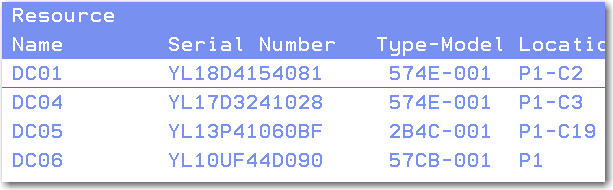 Resource
Name Serial Number Type-Model Locatio
DC01 YL18D4154081 574E-001 P1-C2
DC04 YL17D3241028 574E-001 P1-C3
DC05 YL13P41060BF 2B4C-001 P1-C19
DC06 YL10UF44D090 57CB-001 P1